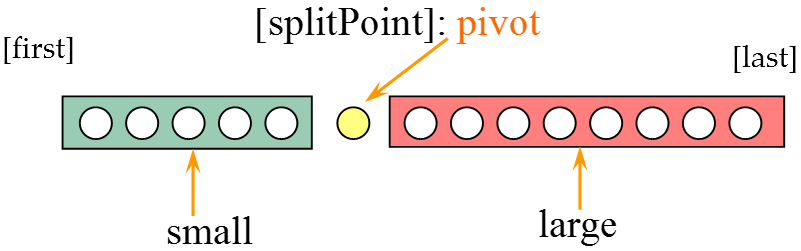 [splitPoint]: pivot
[first]
[last]
small
large